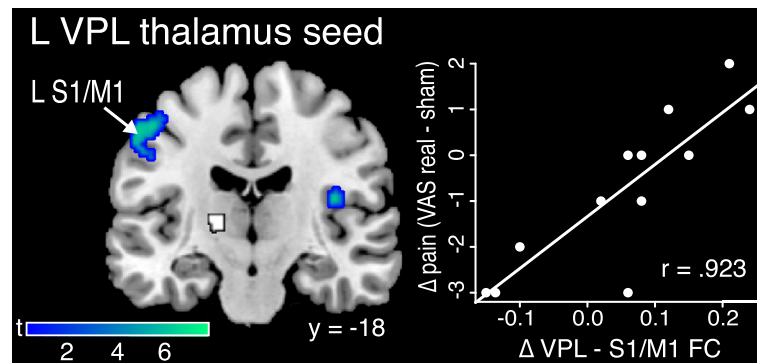 L VPL thalamus seed
L S1/M1
t
2 4 6
y = -18
Δ pain (VAS real - sham)
2
1
0
-1
-2
-3
r = .923
-0.1 0.0 0.1 0.2
Δ VPL - S1/M1 FC